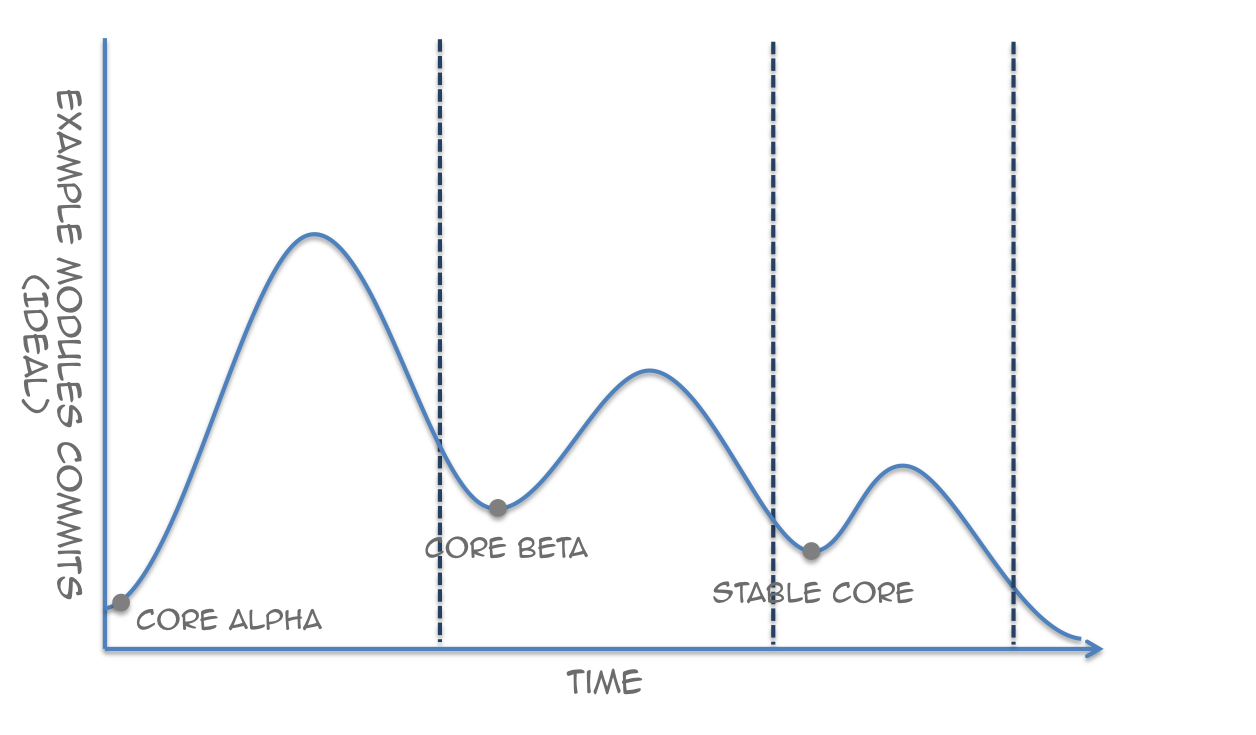 EXAMPLE MODULES COMMITS
(IDEAL)
CORE BETA
STABLE CORE
CORE ALPHA
TIME